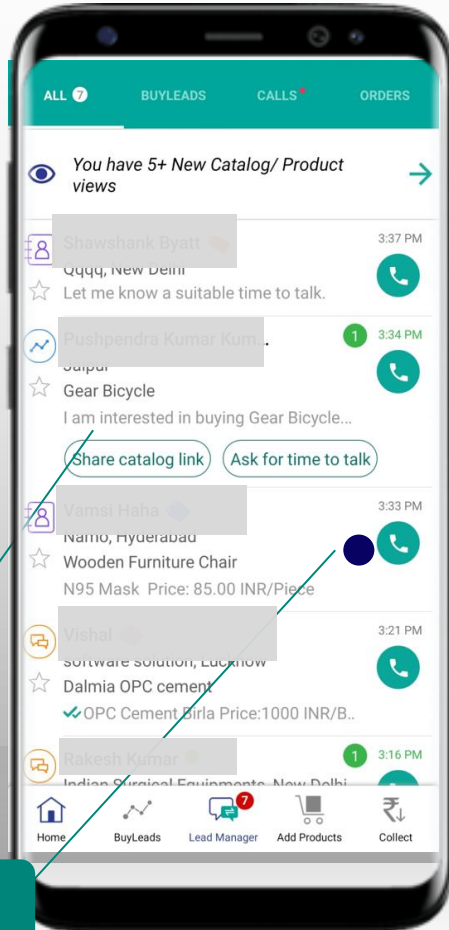 ALL 7 BUYLEADS CALLS ORDERS
You have 5+ New Catalog/ Product
views
3:37 PM
Qqqq, New Delhi
Let me know a suitable time to talk.
1 3:34 PM
Jaipur
Gear Bicycle
I am interested in buying Gear Bicycle...
Share catalog link Ask for time to talk
3:33 PM
Namo, Hyderabad
Wooden Furniture Chair
N95 Mask Price: 85.00 INR/Piece
3:21 PM
software solution, Lucknow
Dalmia OPC cement
OPC Cement Birla Price:1000 INR/B..
1 3:16 PM
Indian Surgical Equipments, New Delhi
7
Home BuyLeads Lead Manager Add Products Collect